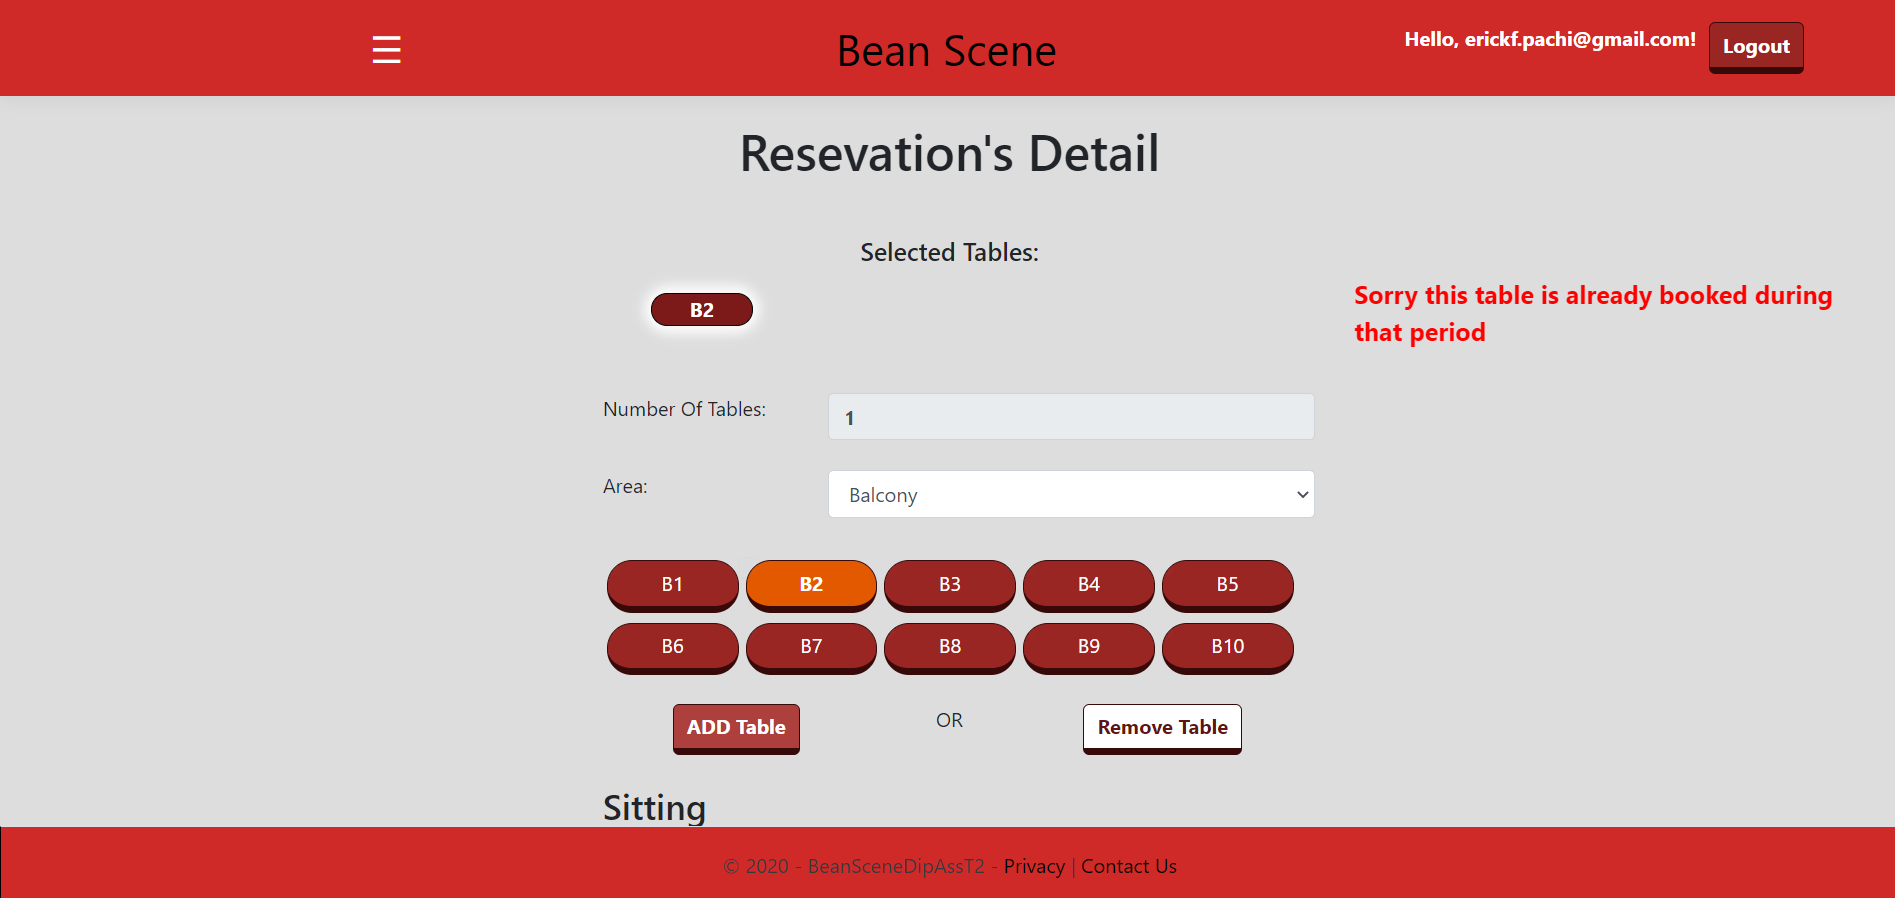 Bean Scene
Hello, erickf.pachi@gmail.com!
Logout
Resevation's Detail
Selected Tables:
B2
Sorry this table is already booked during
that period
Number Of Tables:
1
Area:
Balcony
B1 B2 B3 B4 B5
B6 B7 B8 B9 B10
ADD Table OR Remove Table
Sitting
© 2020 - BeanSceneDipAssT2 - Privacy | Contact Us